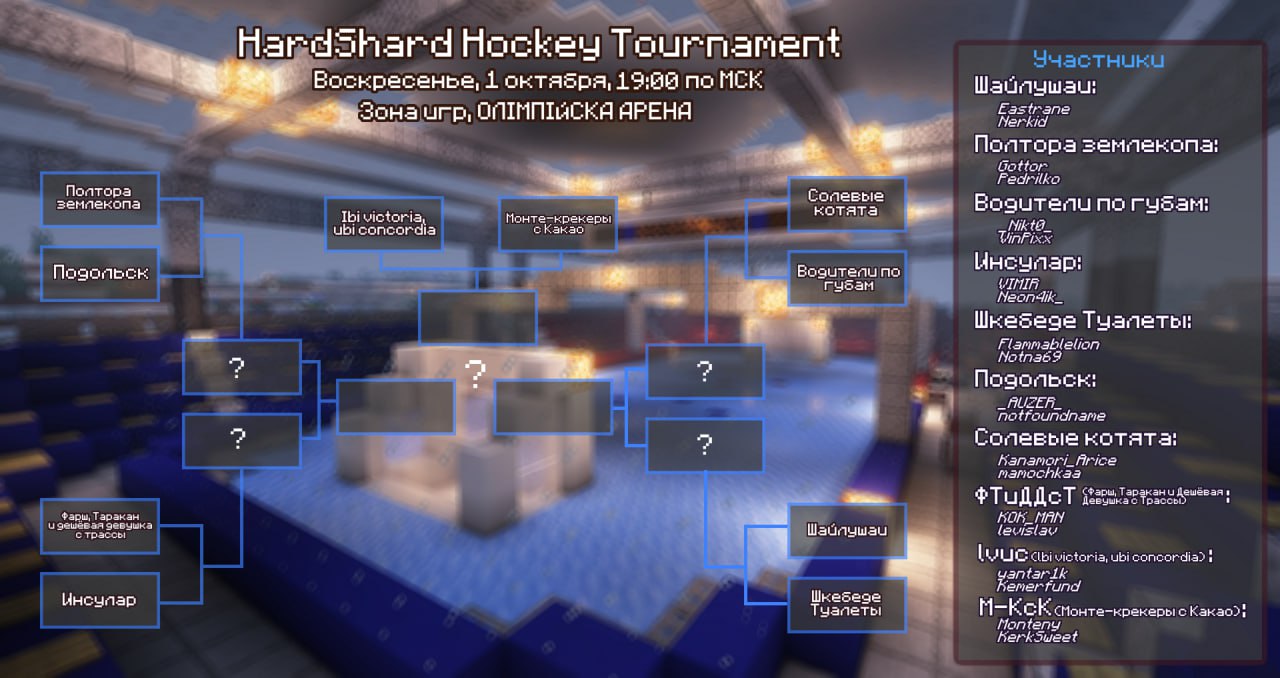 HardShard Hockey Tournament
Воскресенье, 1 октября, 19:00 по МСК
Зона игр, ОЛІМПІЙСКА АРЕНА
Полтора
землекопа
Подольск
Ibi victoria,
ubi concordia
Монте-крекеры
с Какао
Солевые
котята
Водители по
губам
?
?
?
?
?
Фарш, Таракан
и дешёвая девушка
с трассы
Инсулар
Шайлушаи
Шкебеде
Туалеты
Участники
Шайлушаи:
Eastrane
Nerkid
Полтора землекопа:
Gottor
Pedrilko
Водители по губам:
_Nikt0_
VinFixx
Инсулар:
VIMIR
Neon4ik_
Шкебеде Туалеты:
Flammablelion
Notna69
Подольск:
_AUZER_
notfoundname
Солевые котята:
Kanamori_Arice
mamochkaa
ФТиДДсТ (Фарш, Таракан и Дешёвая
Девушка с Трассы):
KOK_MAN
levislav
Ivuc (Ibi victoria, ubi concordia):
yantar1k
Kemerfund
М-КсК (Монте-крекеры с Какао):
Monteny
KerkSweet